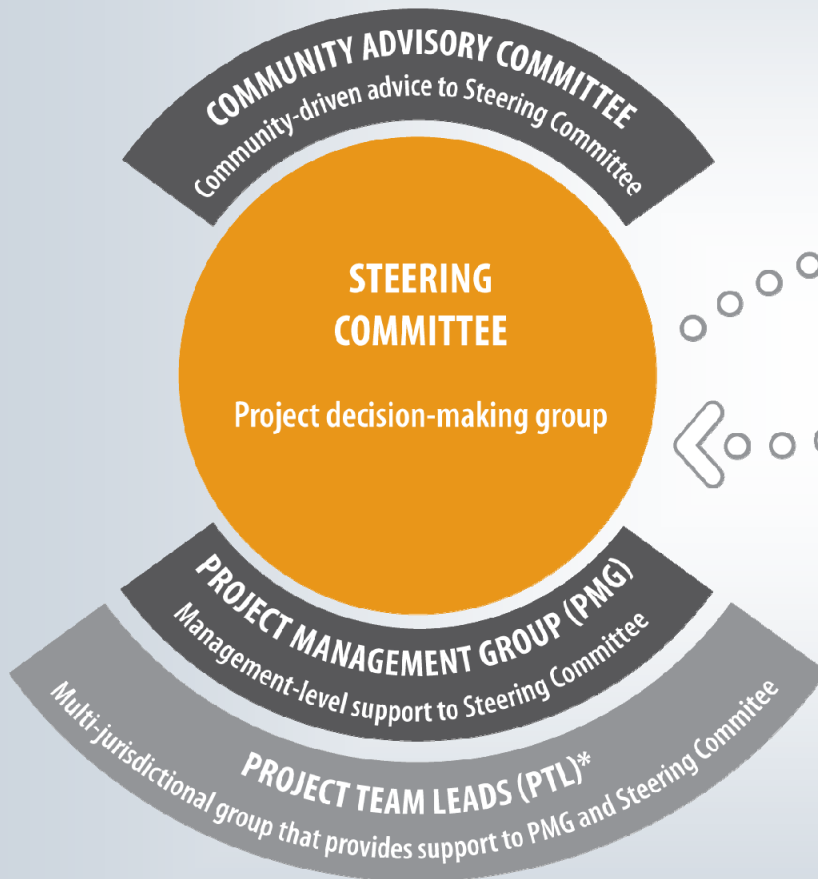 COMMUNITY ADVISORY COMMITTEE
Community-driven advice to Steering Committee
STEERING
COMMITTEE
Project decision-making group
PROJECT MANAGEMENT GROUP (PMG)
Management-level support to Steering Committee
PROJECT TEAM LEADS (PTL)*
Multi-jurisdictional group that provides support to PMG and Steering Commitee